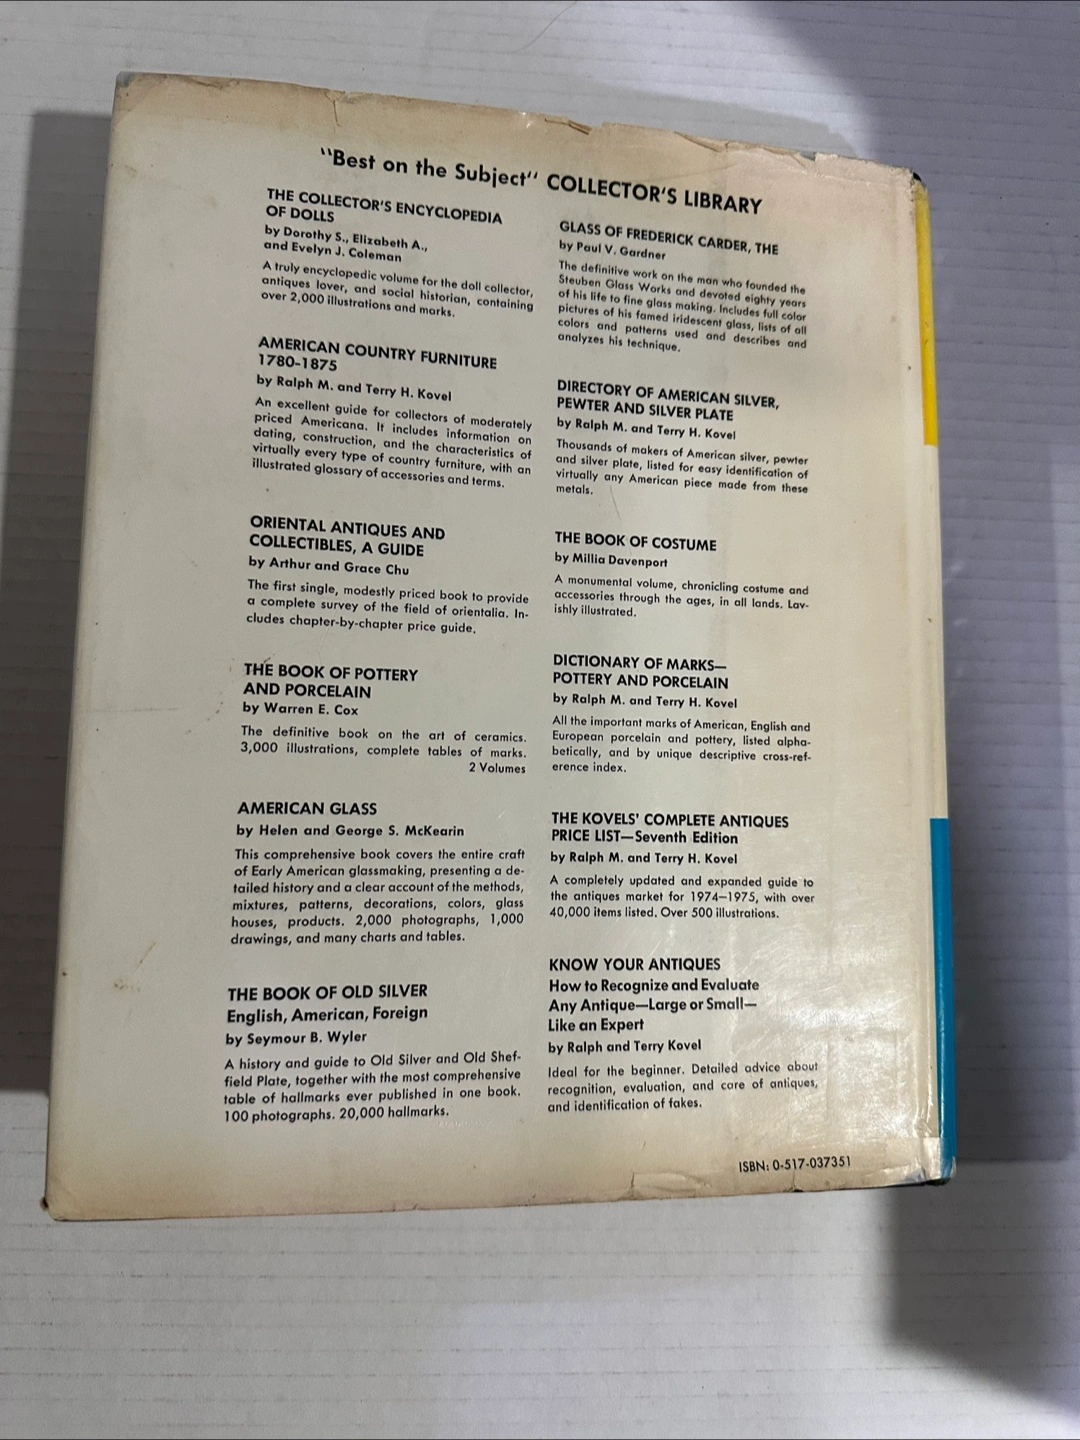 "Best on the Subject" COLLECTOR'S LIBRARY
THE COLLECTOR'S ENCYCLOPEDIA
OF DOLLS
by Dorothy S., Elizabeth A.,
and Evelyn J. Coleman
A truly encyclopedic volume for the doll collector,
antiques lover, and social historian, containing
over 2,000 illustrations and marks.
AMERICAN COUNTRY FURNITURE
1780-1875
by Ralph M. and Terry H. Kovel
An excellent guide for collectors of moderately
priced Americana. It includes information on
dating, construction, and the characteristics of
virtually every type of country furniture, with an
illustrated glossary of accessories and terms.
ORIENTAL ANTIQUES AND
COLLECTIBLES, A GUIDE
by Arthur and Grace Chu
The first single, modestly priced book to provide
a complete survey of the field of orientalia. In-
cludes chapter-by-chapter price guide.
THE BOOK OF POTTERY
AND PORCELAIN
by Warren E. Cox
The definitive book on the art of ceramics.
3,000 illustrations, complete tables of marks.
2 Volumes
AMERICAN GLASS
by Helen and George S. McKearin
This comprehensive book covers the entire craft
of Early American glassmaking, presenting a de-
tailed history and a clear account of the methods,
mixtures, patterns, decorations, colors, glass
houses, products. 2,000 photographs, 1,000
drawings, and many charts and tables.
THE BOOK OF OLD SILVER
English, American, Foreign
by Seymour B. Wyler
A history and guide to Old Silver and Old Shef-
field Plate, together with the most comprehensive
table of hallmarks ever published in one book.
100 photographs. 20,000 hallmarks.
GLASS OF FREDERICK CARDER, THE
by Paul V. Gardner
The definitive work on the man who founded the
Steuben Glass Works and devoted eighty years
of his life to fine glass making. Includes full color
pictures of his famed iridescent glass, lists of all
colors and patterns used and describes and
analyzes his technique.
DIRECTORY OF AMERICAN SILVER,
PEWTER AND SILVER PLATE
by Ralph M. and Terry H. Kovel
Thousands of makers of American silver, pewter
and silver plate, listed for easy identification of
virtually any American piece made from these
metals.
THE BOOK OF COSTUME
by Millia Davenport
A monumental volume, chronicling costume and
accessories through the ages, in all lands. Lav-
ishly illustrated.
DICTIONARY OF MARKS—
POTTERY AND PORCELAIN
by Ralph M. and Terry H. Kovel
All the important marks of American, English and
European porcelain and pottery, listed alpha-
betically, and by unique descriptive cross-ref-
erence index.
THE KOVELS' COMPLETE ANTIQUES
PRICE LIST—Seventh Edition
by Ralph M. and Terry H. Kovel
A completely updated and expanded guide to
the antiques market for 1974—1975, with over
40,000 items listed. Over 500 illustrations.
KNOW YOUR ANTIQUES
How to Recognize and Evaluate
Any Antique—Large or Small—
Like an Expert
by Ralph and Terry Kovel
Ideal for the beginner. Detailed advice about
recognition, evaluation, and care of antiques,
and identification of fakes.
ISBN: 0-517-037351